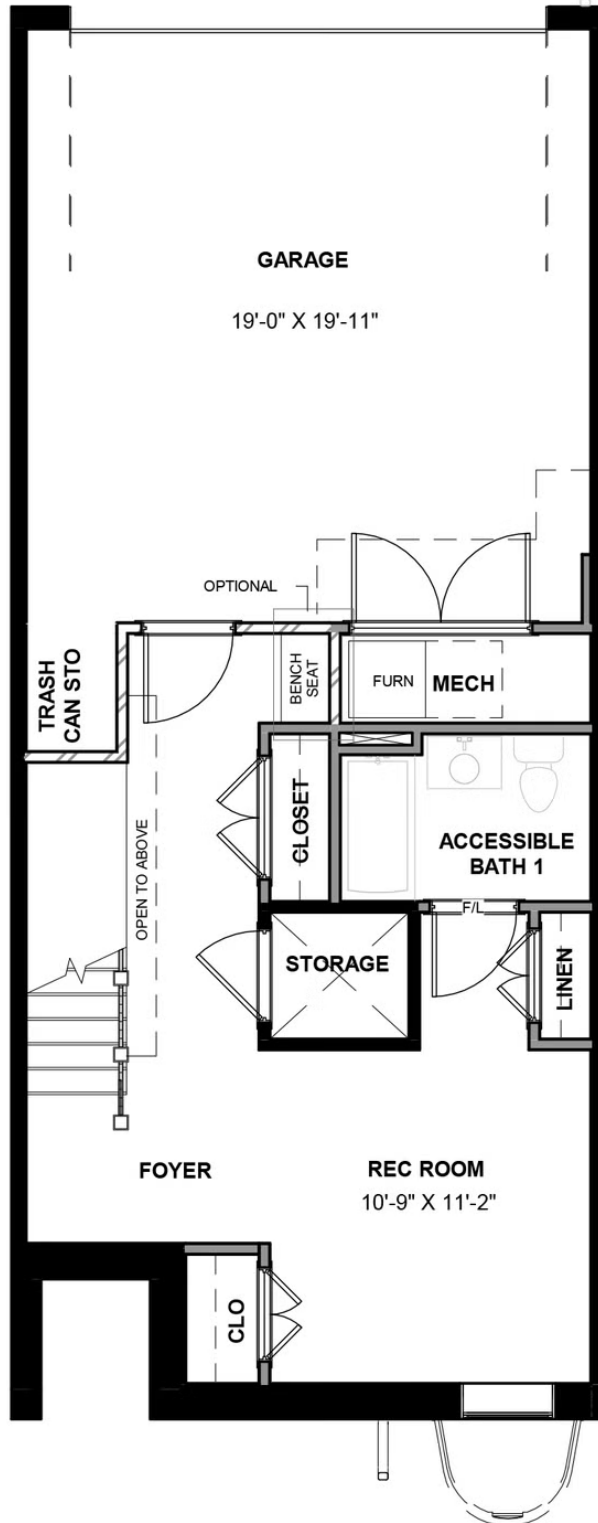 GARAGE
19'-0" X 19'-11"
OPTIONAL
TRASH
CAN STO
BENCH
SEAT
FURN
MECH
CLOSET
ACCESSIBLE
BATH 1
OPEN TO ABOVE
F/L
STORAGE
LINEN
FOYER
REC ROOM
10'-9" X 11'-2"
CLO